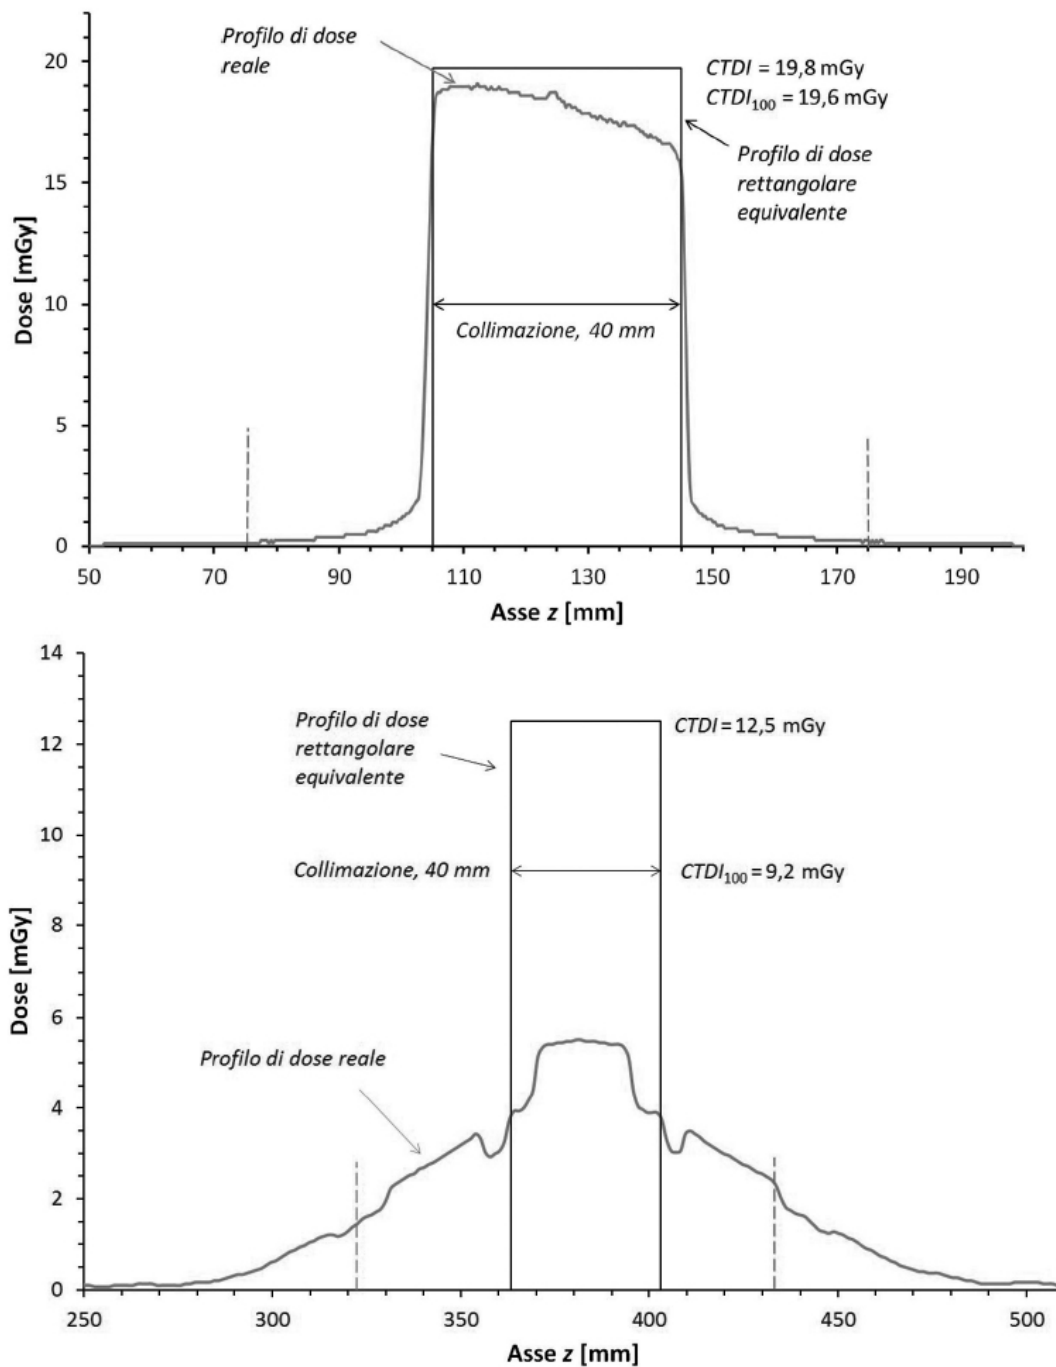 Profilo di dose
reale
CTDI = 19,8 mGy
CTDI100 = 19,6 mGy
Profilo di dose
rettangolare
equivalente
Collimazione, 40 mm
Dose [mGy]
20
15
10
5
0
50 70 90 110 130 150 170 190
Asse z [mm]
Profilo di dose
rettangolare
equivalente
CTDI = 12,5 mGy
Collimazione, 40 mm
CTDI100 = 9,2 mGy
Profilo di dose reale
Dose [mGy]
14
12
10
8
6
4
2
0
250 300 350 400 450 500
Asse z [mm]